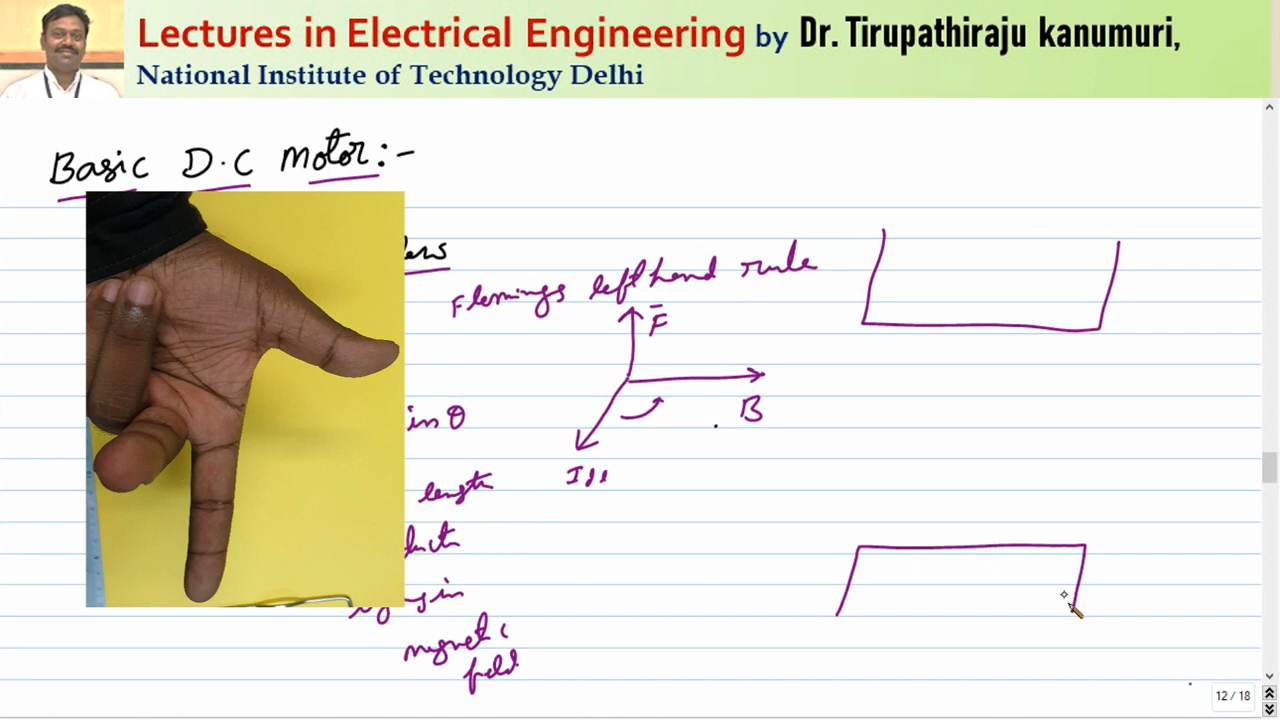 Lectures in Electrical Engineering by Dr. Tirupathiraju kanumuri,
National Institute of Technology Delhi
Basic D.C Motor:-
Flemings left hand rule
F
B
in θ
length
magnetic
field
12 / 18